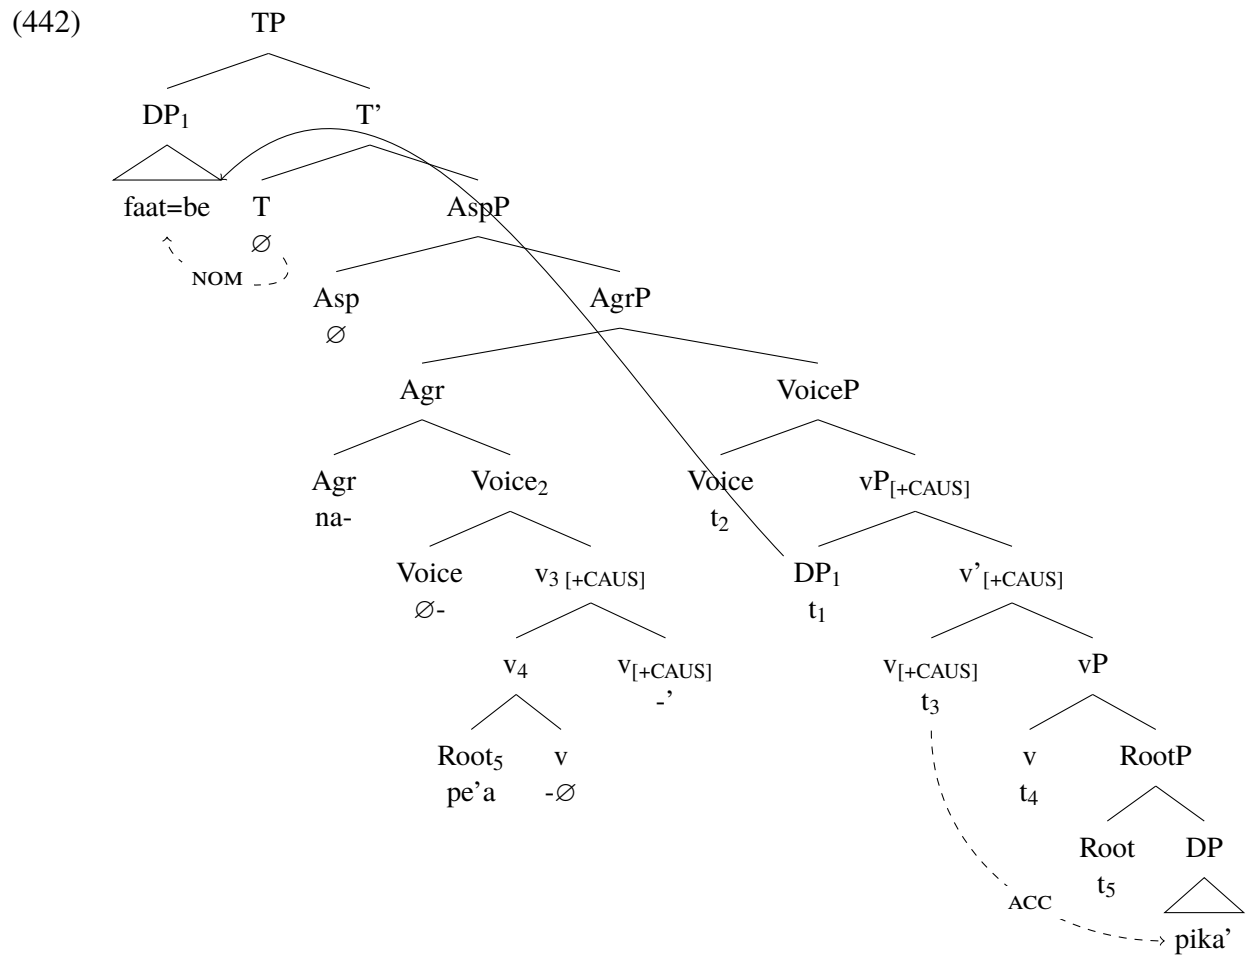 (442) TP
DP₁ T'
faat=be T AspP
∅
NOM
Asp AgrP
∅
Agr VoiceP
Agr Voice₂ Voice vP[+CAUS]
na- t₂
Voice v₃ [+CAUS] DP₁ v'[+CAUS]
∅- t₁
v₄ v[+CAUS] v[+CAUS] vP
-' t₃
Root₅ v v RootP
pe'a -∅ t₄
Root DP
t₅
ACC
pika'